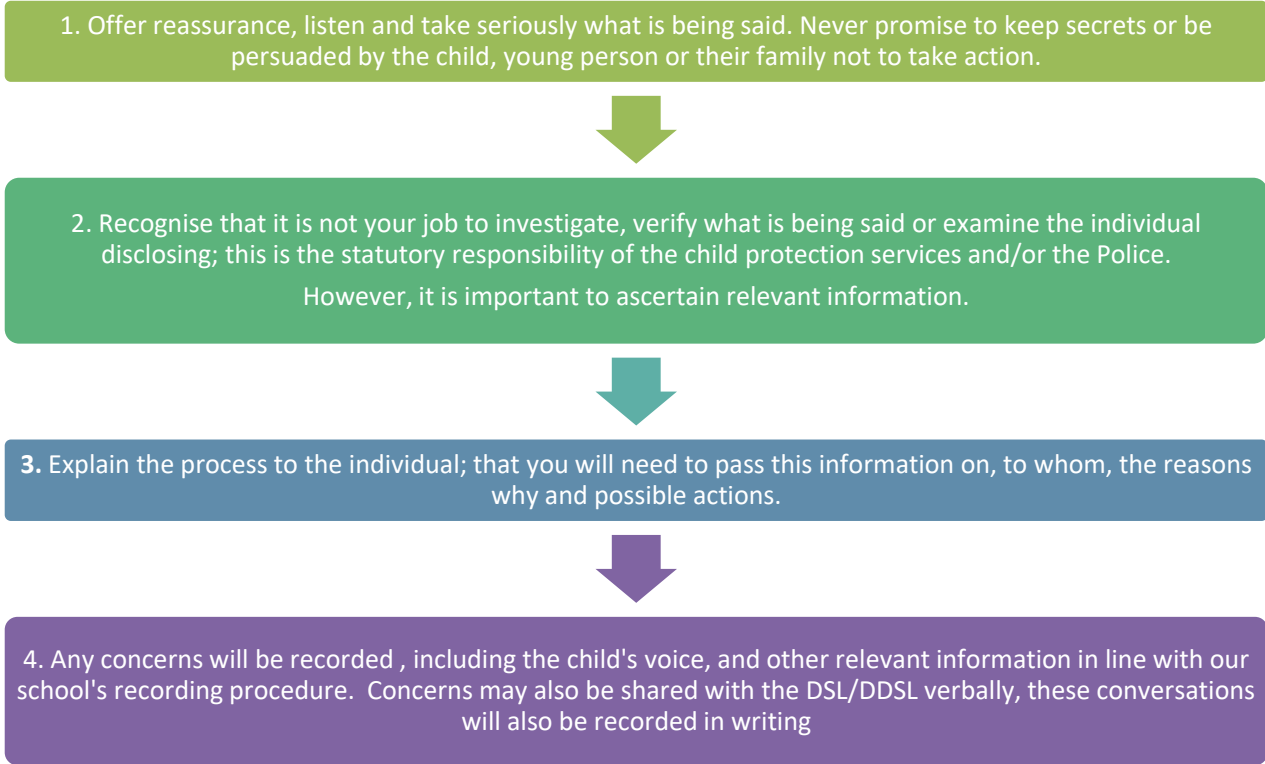 1. Offer reassurance, listen and take seriously what is being said. Never promise to keep secrets or be
persuaded by the child, young person or their family not to take action.
2. Recognise that it is not your job to investigate, verify what is being said or examine the individual
disclosing; this is the statutory responsibility of the child protection services and/or the Police.
However, it is important to ascertain relevant information.
3. Explain the process to the individual; that you will need to pass this information on, to whom, the reasons
why and possible actions.
4. Any concerns will be recorded , including the child's voice, and other relevant information in line with our
school's recording procedure.  Concerns may also be shared with the DSL/DDSL verbally, these conversations
will also be recorded in writing